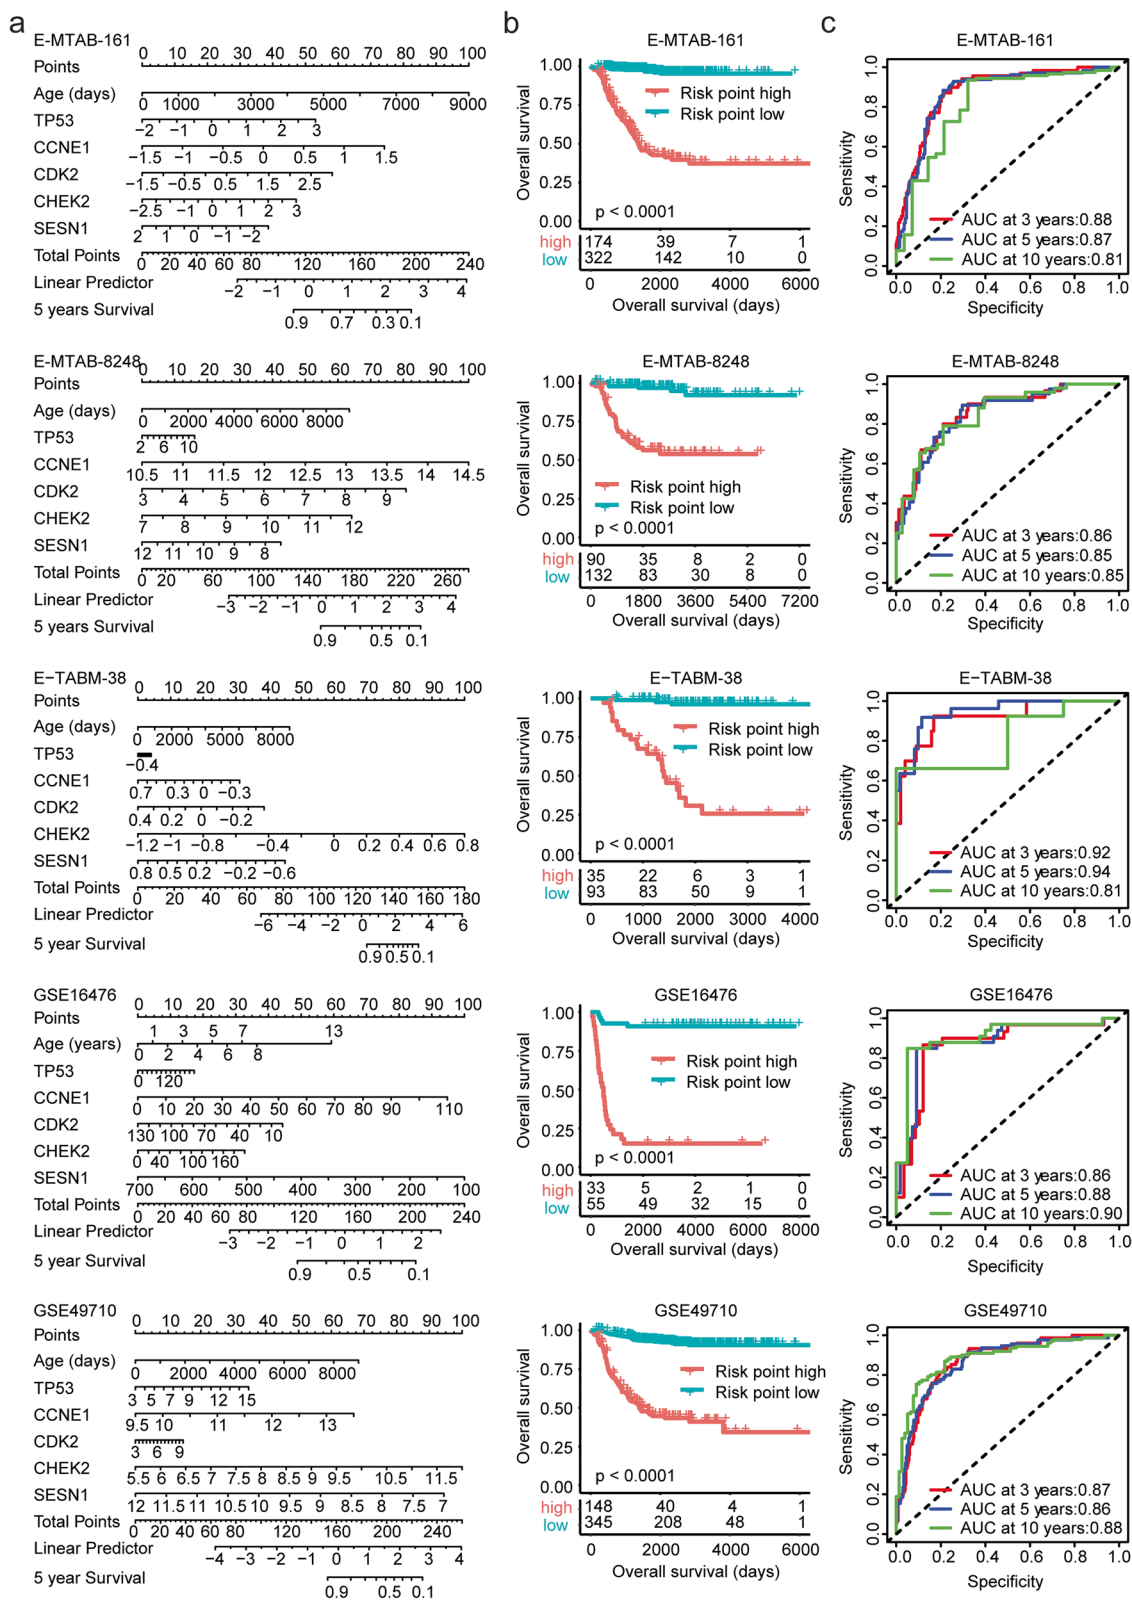 a
E-MTAB-161
0 10 20 30 40 50 60 70 80 90 100
Points
Age (days)
0 1000 3000 5000 7000 9000
TP53
−2 −1 0 1 2 3
CCNE1
−1.5 −1 −0.5 0 0.5 1 1.5
CDK2
−1.5 −0.5 0.5 1.5 2.5
CHEK2
−2.5 −1 0 1 2 3
SESN1
2 1 0 −1 −2
Total Points
0 20 40 60 80 120 160 200 240
Linear Predictor
−2 −1 0 1 2 3 4
5 years Survival
0.9 0.7 0.3 0.1
E-MTAB-8248
0 10 20 30 40 50 60 70 80 90 100
Points
Age (days)
0 2000 4000 6000 8000
TP53
2 6 10
CCNE1
10.5 11 11.5 12 12.5 13 13.5 14 14.5
CDK2
3 4 5 6 7 8 9
CHEK2
7 8 9 10 11 12
SESN1
12 11 10 9 8
Total Points
0 20 60 100 140 180 220 260
Linear Predictor
−3 −2 −1 0 1 2 3 4
5 years Survival
0.9 0.5 0.1
E−TABM-38
0 10 20 30 40 50 60 70 80 90 100
Points
Age (days)
0 2000 5000 8000
TP53
−0.4
CCNE1
0.7 0.3 0 −0.3
CDK2
0.4 0.2 0 −0.2
CHEK2
−1.2 −1 −0.8 −0.4 0 0.2 0.4 0.6 0.8
SESN1
0.8 0.5 0.2 −0.2 −0.6
Total Points
0 20 40 60 80 100 120 140 160 180
Linear Predictor
−6 −4 −2 0 2 4 6
5 year Survival
0.9 0.5 0.1
GSE16476
0 10 20 30 40 50 60 70 80 90 100
Points
1 3 5 7 13
Age (years)
0 2 4 6 8
TP53
0 120
CCNE1
0 10 20 30 40 50 60 70 80 90 110
CDK2
130 100 70 40 10
CHEK2
0 40 100 160
SESN1
700 600 500 400 300 200 100
Total Points
0 20 40 60 80 120 160 200 240
Linear Predictor
−3 −2 −1 0 1 2
5 year Survival
0.9 0.5 0.1
GSE49710
0 10 20 30 40 50 60 70 80 90 100
Points
Age (days)
0 2000 4000 6000 8000
TP53
3 5 7 9 12 15
CCNE1
9.5 10 11 12 13
CDK2
3 6 9
CHEK2
5.5 6 6.5 7 7.5 8 8.5 9 9.5 10.5 11.5
SESN1
12 11.5 11 10.5 10 9.5 9 8.5 8 7.5 7
Total Points
0 20 40 60 80 120 160 200 240
Linear Predictor
−4 −3 −2 −1 0 1 2 3 4
5 year Survival
0.9 0.5 0.1
b
E-MTAB-161
Overall survival
1.00
0.75
0.50
0.25
0.00
Risk point high
Risk point low
p < 0.0001
high 174 39 7 1
low 322 142 10 0
0 2000 4000 6000
Overall survival (days)
E-MTAB-8248
Overall survival
1.00
0.75
0.50
0.25
0.00
Risk point high
Risk point low
p < 0.0001
high 90 35 8 2 0
low 132 83 30 8 0
0 1800 3600 5400 7200
Overall survival (days)
E−TABM-38
Overall survival
1.00
0.75
0.50
0.25
0.00
Risk point high
Risk point low
p < 0.0001
high 35 22 6 3 1
low 93 83 50 9 1
0 1000 2000 3000 4000
Overall survival (days)
GSE16476
Overall survival
1.00
0.75
0.50
0.25
0.00
Risk point high
Risk point low
p < 0.0001
high 33 5 2 1 0
low 55 49 32 15 0
0 2000 4000 6000 8000
Overall survival (days)
GSE49710
Overall survival
1.00
0.75
0.50
0.25
0.00
Risk point high
Risk point low
p < 0.0001
high 148 40 4 1
low 345 208 48 1
0 2000 4000 6000
Overall survival (days)
c
E-MTAB-161
Sensitivity
0.0 0.2 0.4 0.6 0.8 1.0
AUC at 3 years:0.88
AUC at 5 years:0.87
AUC at 10 years:0.81
0.0 0.2 0.4 0.6 0.8 1.0
Specificity
E-MTAB-8248
Sensitivity
0.0 0.2 0.4 0.6 0.8 1.0
AUC at 3 years:0.86
AUC at 5 years:0.85
AUC at 10 years:0.85
0.0 0.2 0.4 0.6 0.8 1.0
Specificity
E−TABM-38
Sensitivity
0.0 0.2 0.4 0.6 0.8 1.0
AUC at 3 years:0.92
AUC at 5 years:0.94
AUC at 10 years:0.81
0.0 0.2 0.4 0.6 0.8 1.0
Specificity
GSE16476
Sensitivity
0.0 0.2 0.4 0.6 0.8 1.0
AUC at 3 years:0.86
AUC at 5 years:0.88
AUC at 10 years:0.90
0.0 0.2 0.4 0.6 0.8 1.0
Specificity
GSE49710
Sensitivity
0.0 0.2 0.4 0.6 0.8 1.0
AUC at 3 years:0.87
AUC at 5 years:0.86
AUC at 10 years:0.88
0.0 0.2 0.4 0.6 0.8 1.0
Specificity